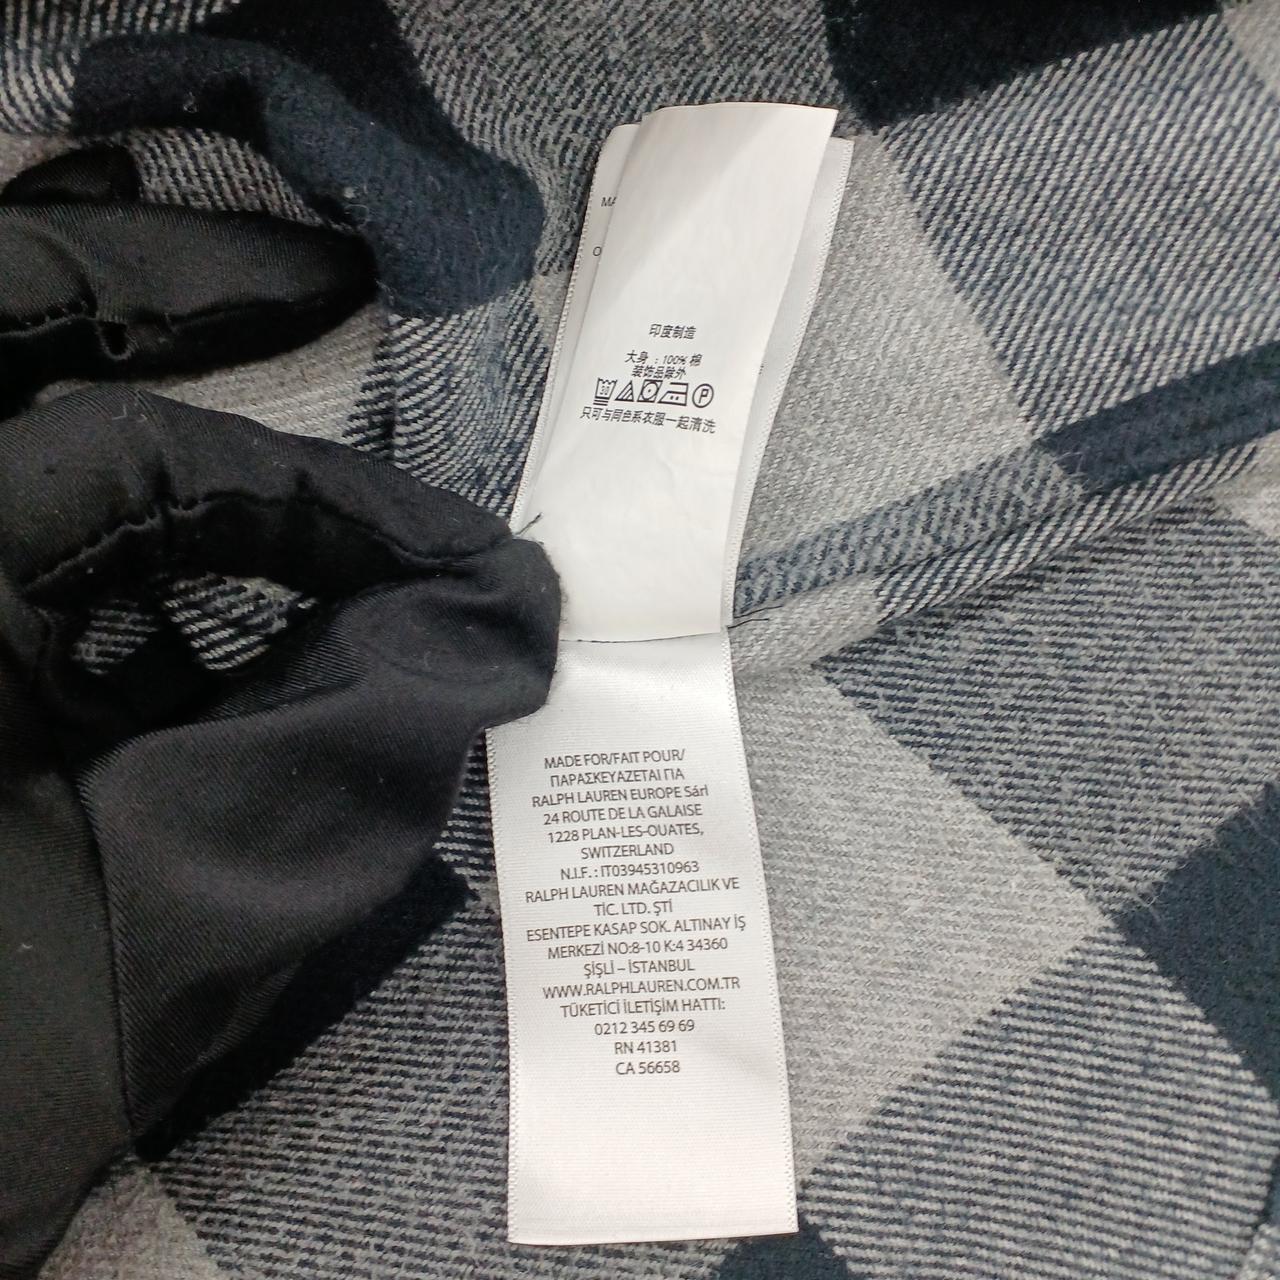 MA
O
印度制造
大身 : 100% 棉
装饰品除外
30
P
只可与同色系衣服一起清洗
MADE FOR/FAIT POUR/
ΠΑΡΑΣΚΕΥΑΖΕΤΑΙ ΓΙΑ
RALPH LAUREN EUROPE Sárl
24 ROUTE DE LA GALAISE
1228 PLAN-LES-OUATES,
SWITZERLAND
N.I.F. : IT03945310963
RALPH LAUREN MAĞAZACILIK VE
TİC. LTD. ŞTİ
ESENTEPE KASAP SOK. ALTINAY İŞ
MERKEZİ NO:8-10 K:4 34360
ŞİŞLİ – İSTANBUL
WWW.RALPHLAUREN.COM.TR
TÜKETİCİ İLETİŞİM HATTI:
0212 345 69 69
RN 41381
CA 56658